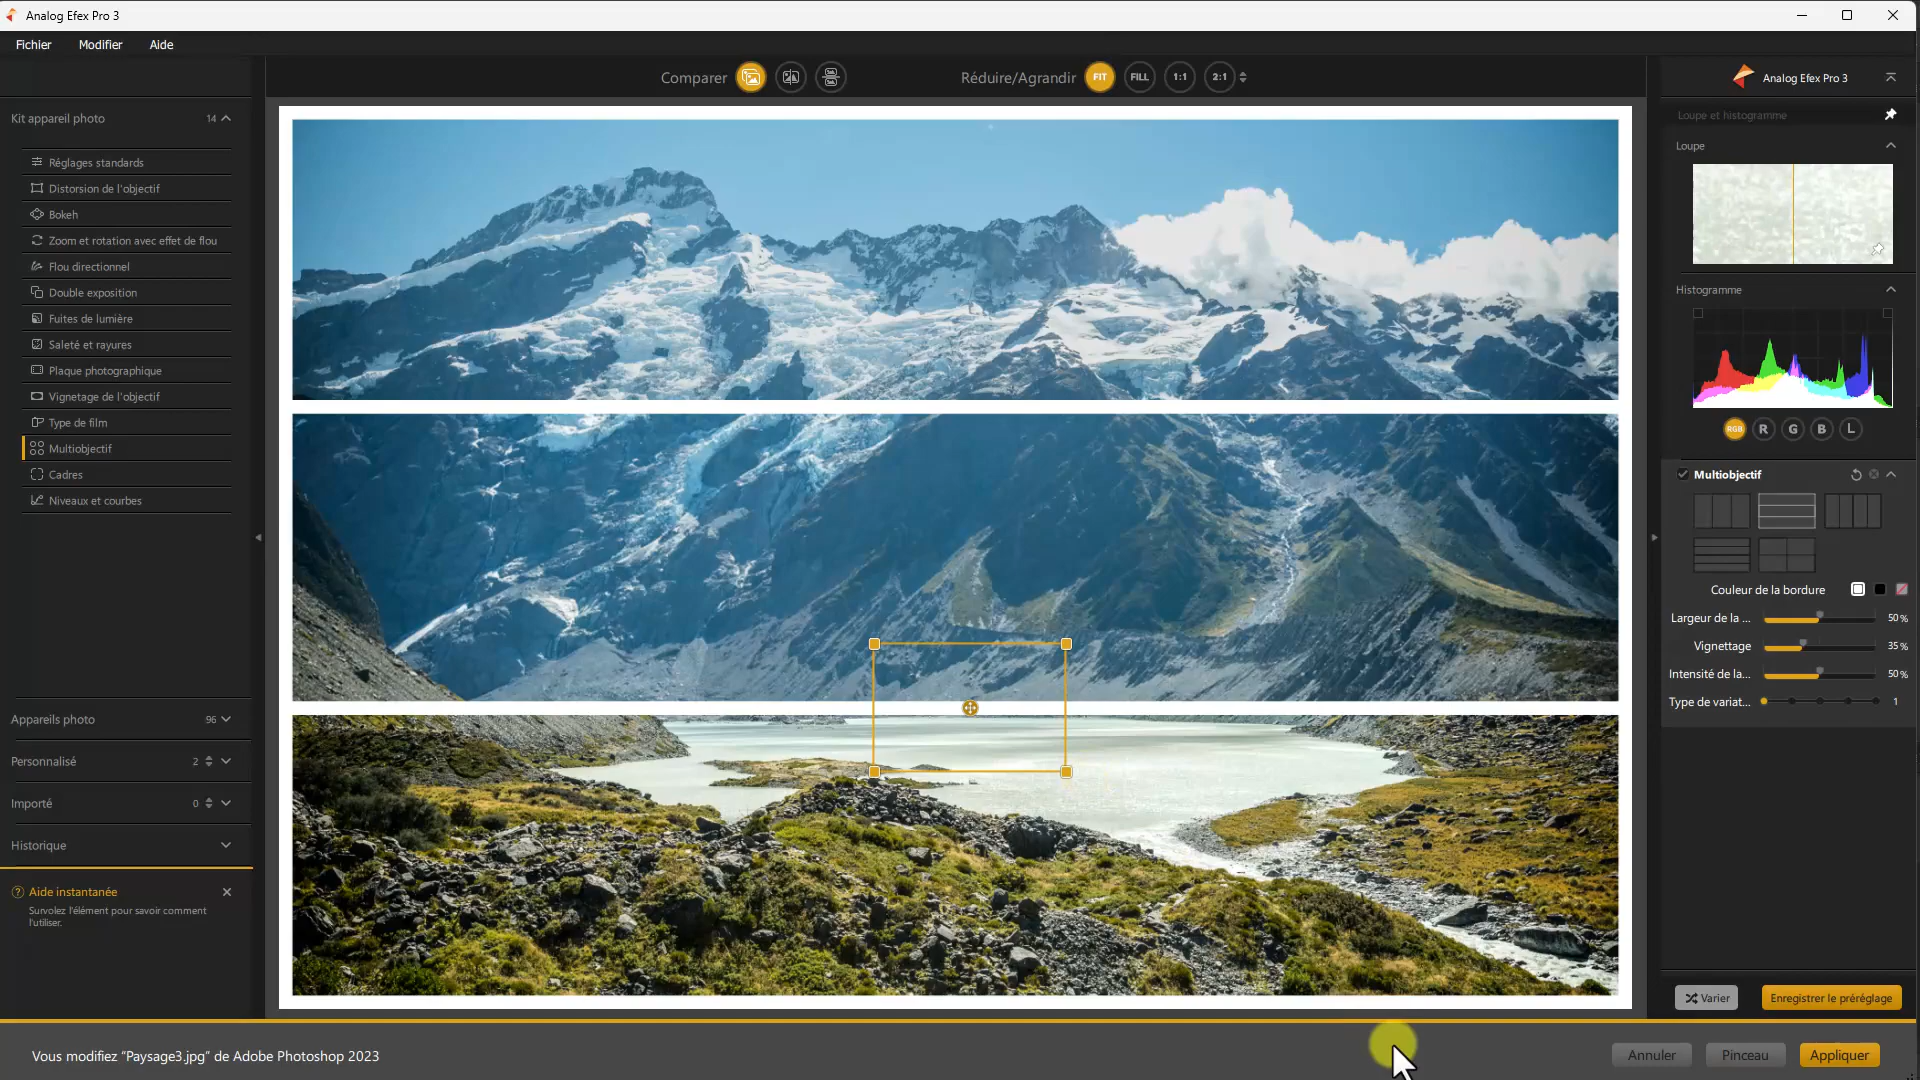 Analog Efex Pro 3
Fichier Modifier Aide
Comparer
Réduire/Agrandir FIT FILL 1:1 2:1
Analog Efex Pro 3
Kit appareil photo 14
Réglages standards
Distorsion de l'objectif
Bokeh
Zoom et rotation avec effet de flou
Flou directionnel
Double exposition
Fuites de lumière
Saleté et rayures
Plaque photographique
Vignetage de l'objectif
Type de film
Multiobjectif
Cadres
Niveaux et courbes
Appareils photo 96
Personnalisé 2
Importé 0
Historique
Aide instantanée
Survolez l'élément pour savoir comment
l'utiliser.
Loupe et histogramme
Loupe
Histogramme
RGB R G B L
Multiobjectif
Couleur de la bordure
Largeur de la ... 50%
Vignettage 35%
Intensité de la... 50%
Type de variat... 1
Varier Enregistrer le préréglage
Vous modifiez "Paysage3.jpg" de Adobe Photoshop 2023
Annuler Pinceau Appliquer